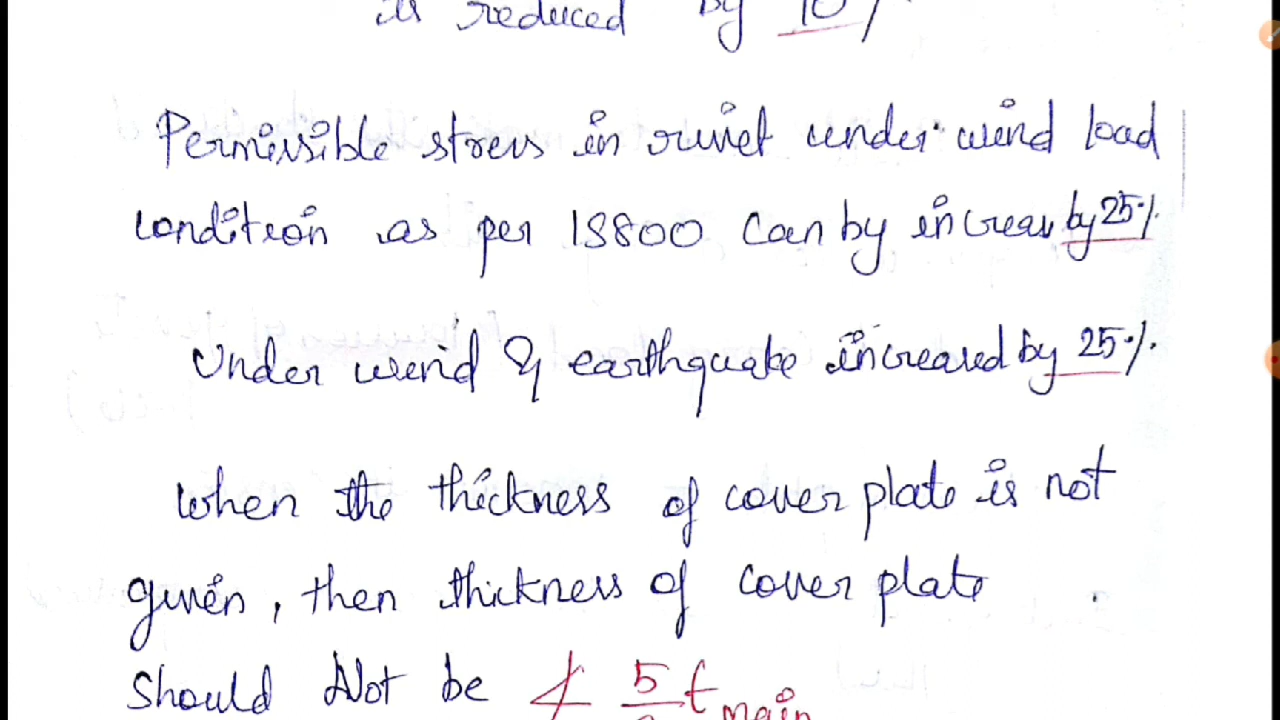 is reduced by 10%
Permissible stress in rivet under wind load
condition as per IS800 can by increas by 25%
Under wind & earthquake increased by 25%.
When the thickness of cover plate is not
given, then thickness of cover plate
should Not be ≮ 5 t main